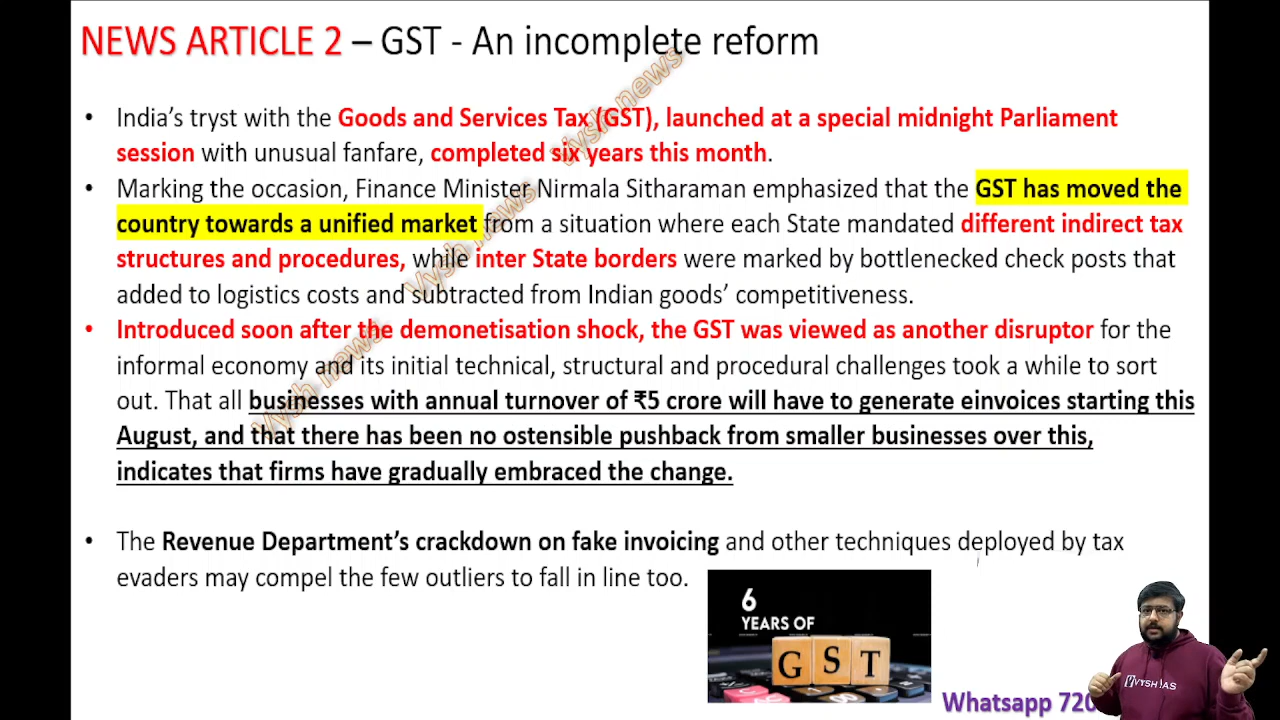 NEWS ARTICLE 2 – GST - An incomplete reform
• India's tryst with the Goods and Services Tax (GST), launched at a special midnight Parliament
session with unusual fanfare, completed six years this month.
• Marking the occasion, Finance Minister Nirmala Sitharaman emphasized that the GST has moved the
country towards a unified market from a situation where each State mandated different indirect tax
structures and procedures, while inter State borders were marked by bottlenecked check posts that
added to logistics costs and subtracted from Indian goods' competitiveness.
• Introduced soon after the demonetisation shock, the GST was viewed as another disruptor for the
informal economy and its initial technical, structural and procedural challenges took a while to sort
out. That all businesses with annual turnover of ₹5 crore will have to generate einvoices starting this
August, and that there has been no ostensible pushback from smaller businesses over this,
indicates that firms have gradually embraced the change.
• The Revenue Department's crackdown on fake invoicing and other techniques deployed by tax
evaders may compel the few outliers to fall in line too.
Vysh news
Vysh news
Vysh news
6
YEARS OF
GST
VYSH IAS
Whatsapp 720